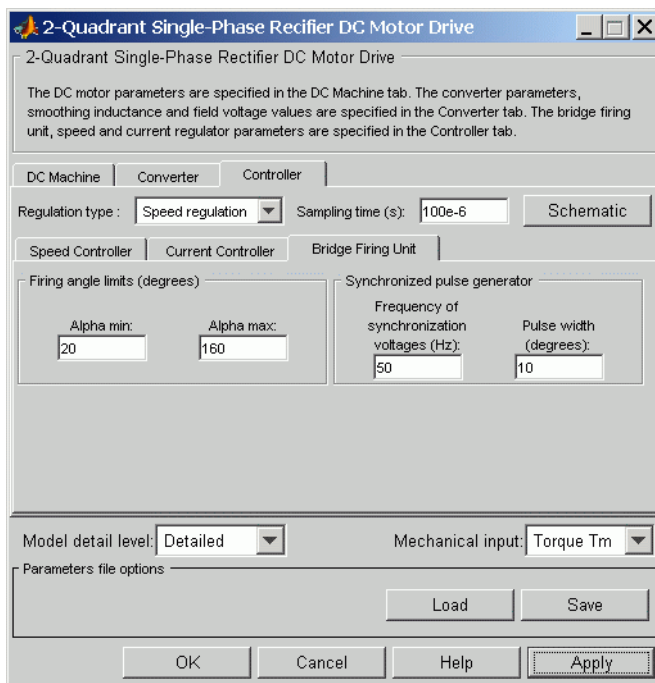 2-Quadrant Single-Phase Recifier DC Motor Drive
2-Quadrant Single-Phase Rectifier DC Motor Drive
The DC motor parameters are specified in the DC Machine tab. The converter parameters,
smoothing inductance and field voltage values are specified in the Converter tab. The bridge firing
unit, speed and current regulator parameters are specified in the Controller tab.
DC Machine Converter Controller
Regulation type : Speed regulation Sampling time (s): 100e-6 Schematic
Speed Controller Current Controller Bridge Firing Unit
Firing angle limits (degrees)
Alpha min: Alpha max:
20 160
Synchronized pulse generator
Frequency of
synchronization
voltages (Hz):
50
Pulse width
(degrees):
10
Model detail level: Detailed Mechanical input: Torque Tm
Parameters file options
Load Save
OK Cancel Help Apply